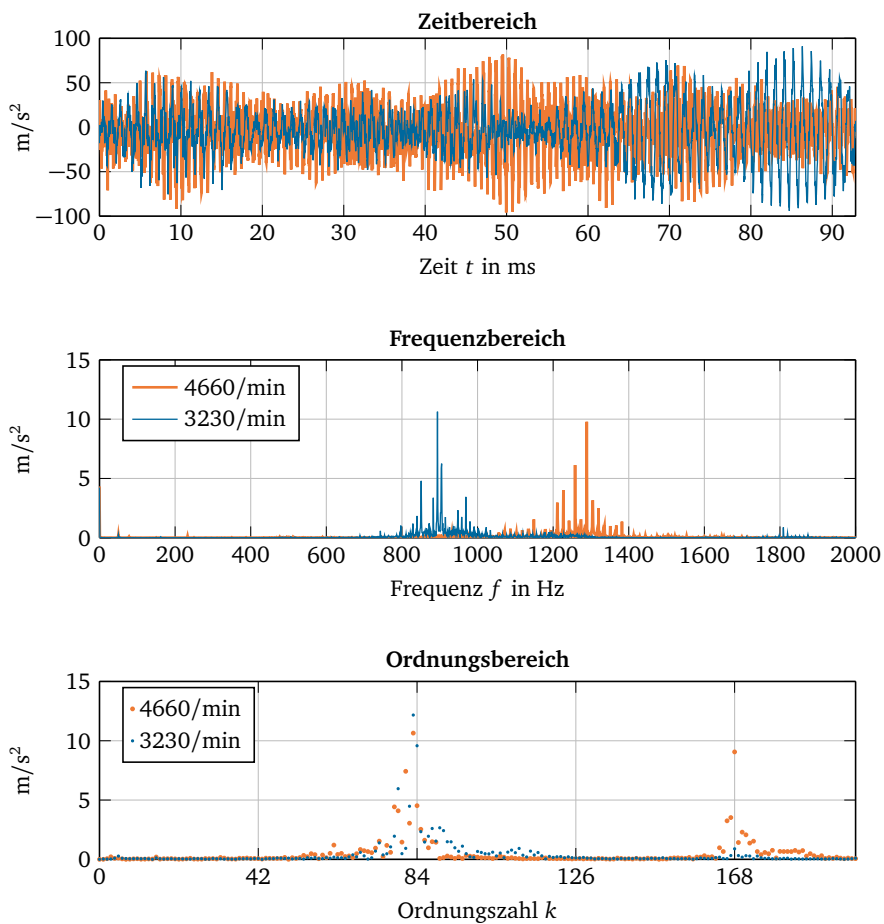 Zeitbereich
100
50
0
−50
−100
m/s²
0 10 20 30 40 50 60 70 80 90
Zeit t in ms
Frequenzbereich
15
10
5
0
m/s²
4660/min
3230/min
0 200 400 600 800 1000 1200 1400 1600 1800 2000
Frequenz f in Hz
Ordnungsbereich
15
10
5
0
m/s²
4660/min
3230/min
0 42 84 126 168
Ordnungszahl k